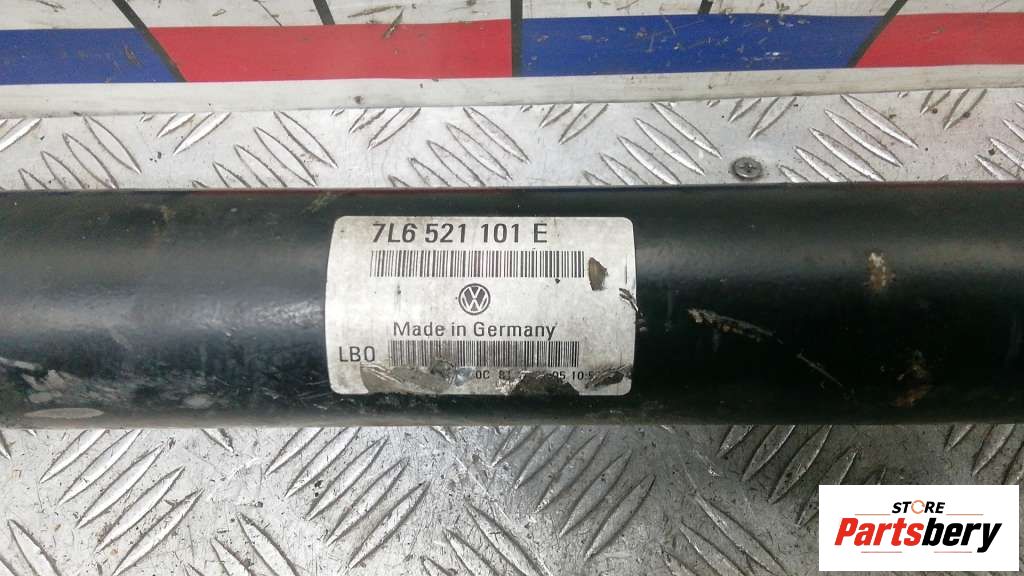 7L6 521 101 E
Made in Germany
LBO
STORE
Partsbery